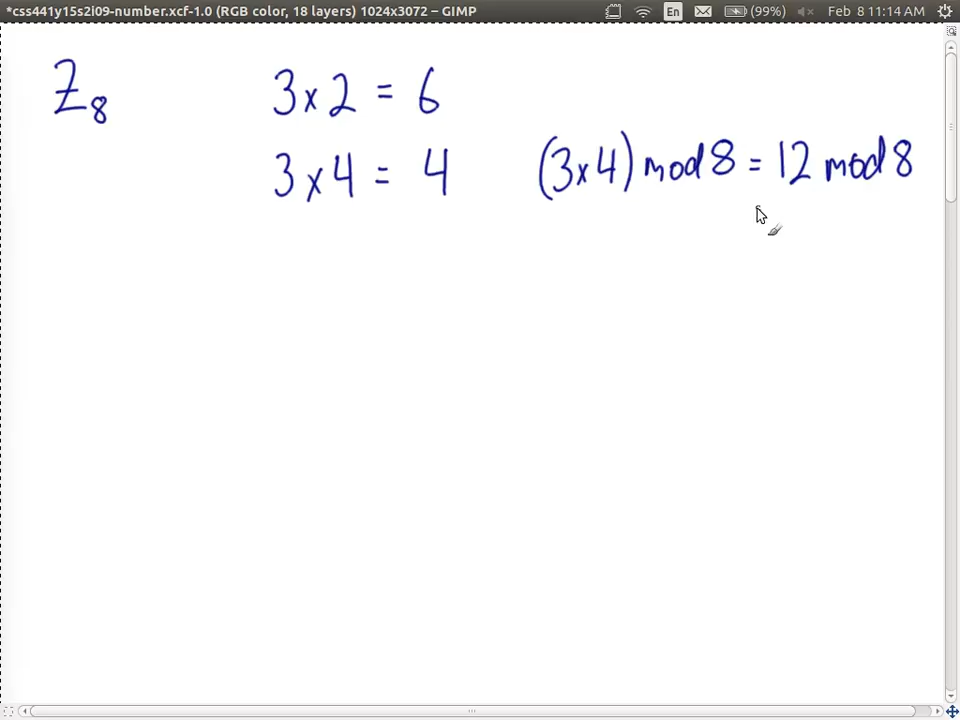 *css441y15s2i09-number.xcf-1.0 (RGB color, 18 layers) 1024x3072 – GIMP En (99%) Feb 8 11:14 AM
Z₈ 3 x 2 = 6
3 x 4 = 4 (3 x 4) mod 8 = 12 mod 8